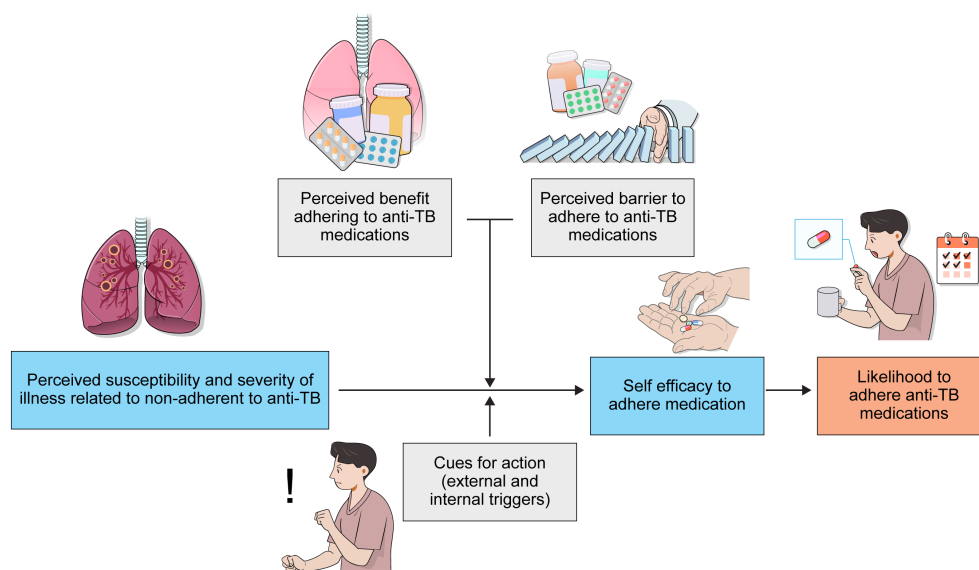 Perceived benefit
adhering to anti-TB
medications
Perceived barrier to
adhere to anti-TB
medications
Perceived susceptibility and severity of
illness related to non-adherent to anti-TB
Self efficacy to
adhere medication
Likelihood to
adhere anti-TB
medications
!
Cues for action
(external and
internal triggers)